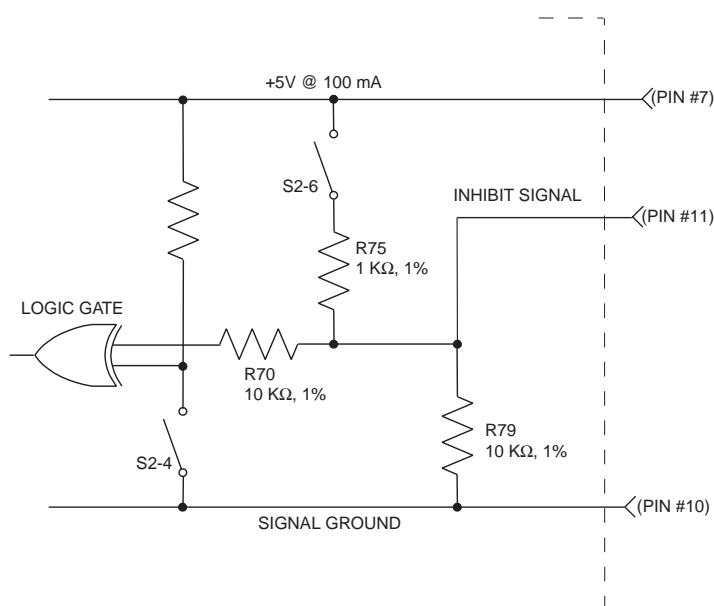 +5V @ 100 mA
(PIN #7)
S2-6
INHIBIT SIGNAL
(PIN #11)
R75
1 KΩ, 1%
LOGIC GATE
R70
10 KΩ, 1%
R79
10 KΩ, 1%
S2-4
(PIN #10)
SIGNAL GROUND